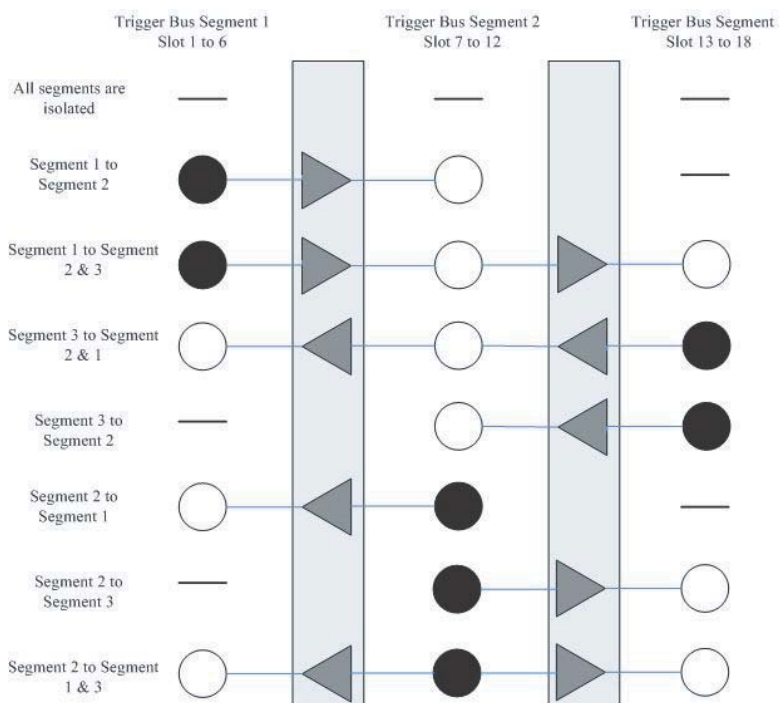 Trigger Bus Segment 1
Slot 1 to 6
Trigger Bus Segment 2
Slot 7 to 12
Trigger Bus Segment
Slot 13 to 18
All segments are
isolated
Segment 1 to
Segment 2
Segment 1 to Segment
2 & 3
Segment 3 to Segment
2 & 1
Segment 3 to
Segment 2
Segment 2 to
Segment 1
Segment 2 to
Segment 3
Segment 2 to Segment
1 & 3